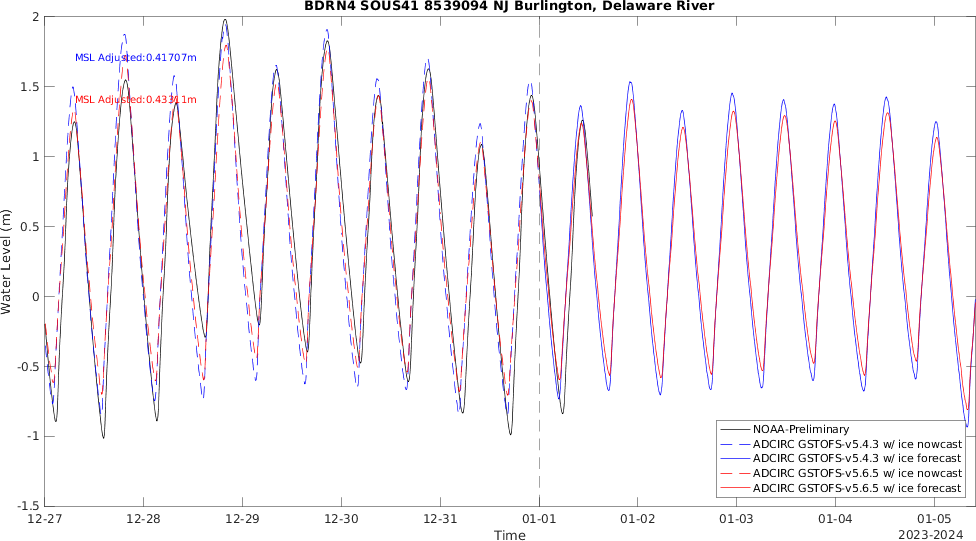 BDRN4 SOUS41 8539094 NJ Burlington, Delaware River
2
1.5
1
0.5
0
-0.5
-1
-1.5
Water Level (m)
MSL Adjusted:0.41707m
MSL Adjusted:0.4331.1m
NOAA-Preliminary
ADCIRC GSTOFS-v5.4.3 w/ ice nowcast
ADCIRC GSTOFS-v5.4.3 w/ ice forecast
ADCIRC GSTOFS-v5.6.5 w/ ice nowcast
ADCIRC GSTOFS-v5.6.5 w/ ice forecast
12-27 12-28 12-29 12-30 12-31 01-01 01-02 01-03 01-04 01-05
Time
2023-2024